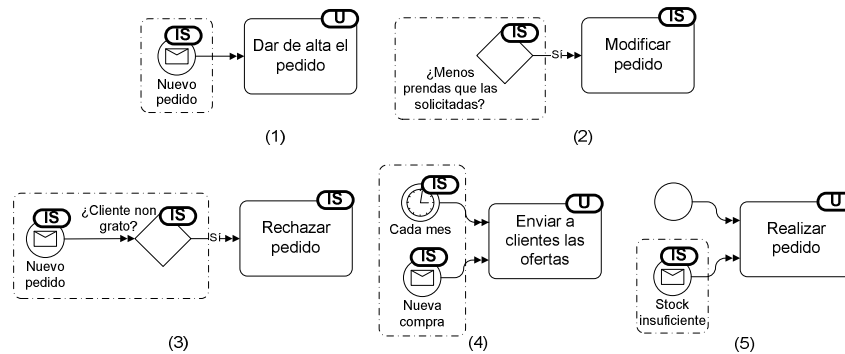 IS
Nuevo
pedido
U
Dar de alta el
pedido
(1)
IS
¿Menos
prendas que las
solicitadas?
Sí
IS
Modificar
pedido
(2)
IS
Nuevo
pedido
¿Cliente non
grato?
IS
Sí
IS
Rechazar
pedido
(3)
IS
Cada mes
IS
Nueva
compra
U
Enviar a
clientes las
ofertas
(4)
IS
Stock
insuficiente
U
Realizar
pedido
(5)